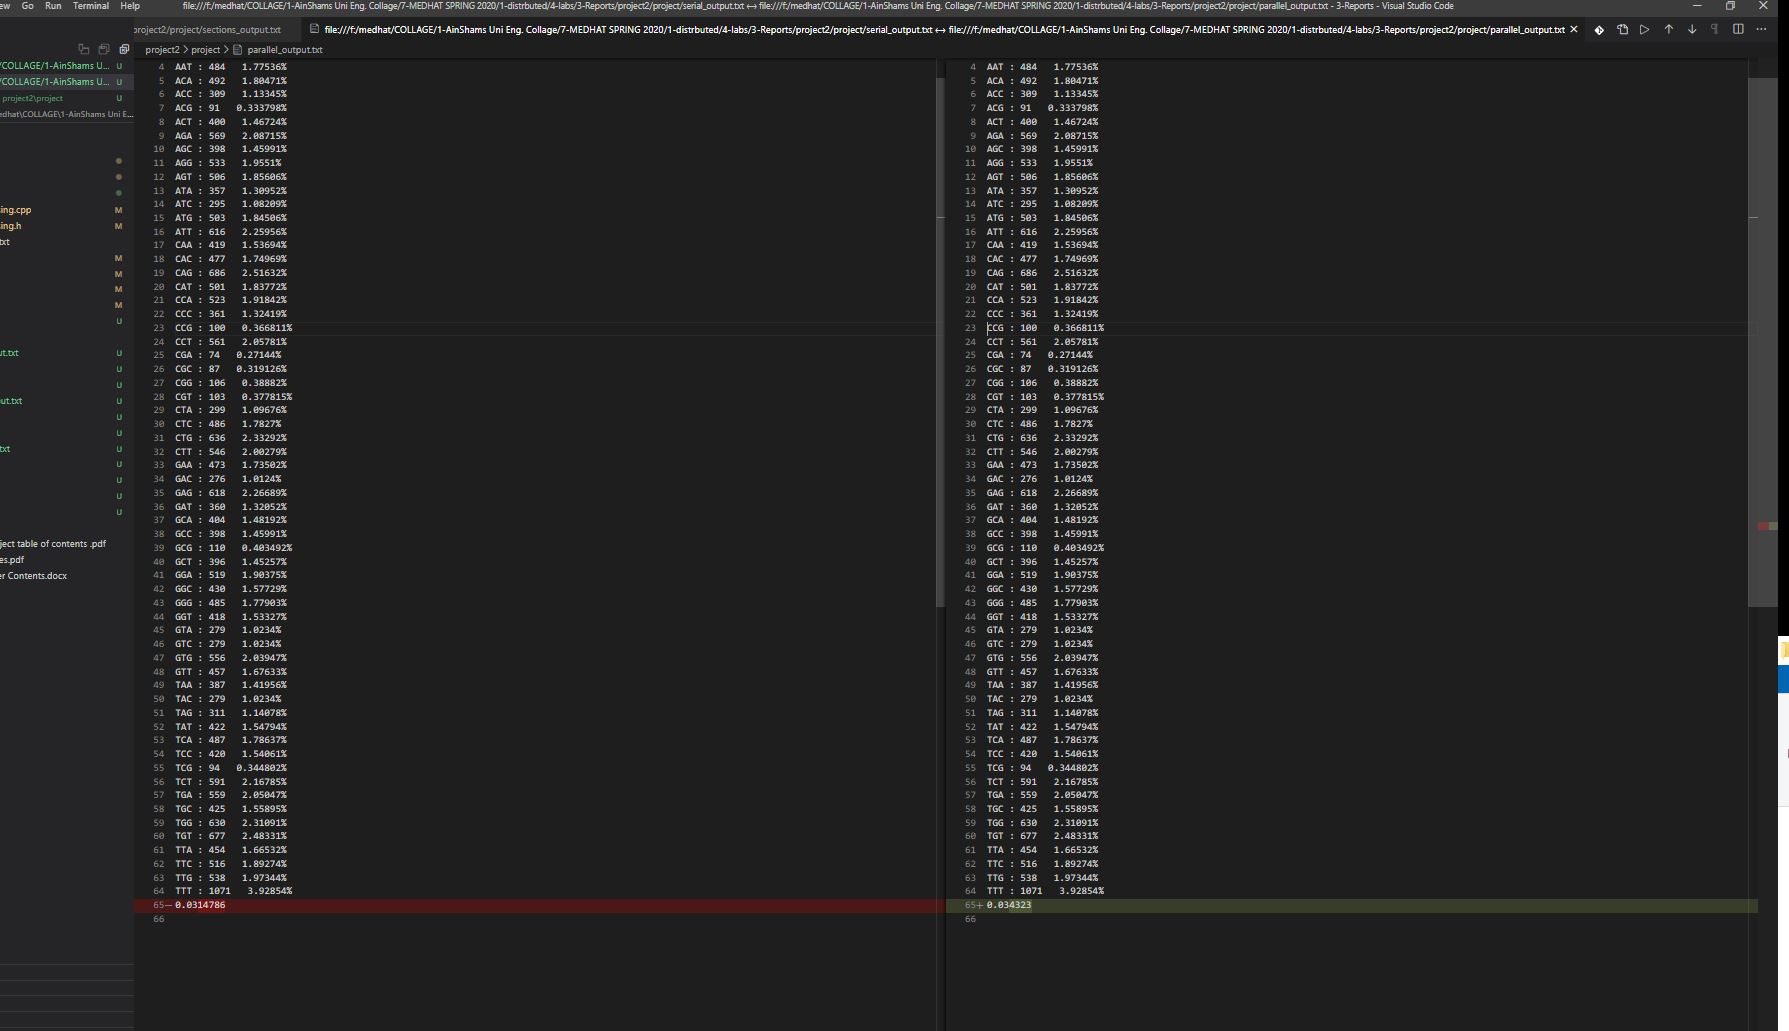 ew Go Run Terminal Help file:///f:/medhat/COLLAGE/1-AinShams Uni Eng. Collage/7-MEDHAT SPRING 2020/1-distrbuted/4-labs/3-Reports/project2/project/serial_output.txt ↔ file:///f:/medhat/COLLAGE/1-AinShams Uni Eng. Collage/7-MEDHAT SPRING 2020/1-distrbuted/4-labs/3-Reports/project2/project/parallel_output.txt - 3-Reports - Visual Studio Code
project2/project/sections_output.txt file:///f:/medhat/COLLAGE/1-AinShams Uni Eng. Collage/7-MEDHAT SPRING 2020/1-distrbuted/4-labs/3-Reports/project2/project/serial_output.txt ↔ file:///f:/medhat/COLLAGE/1-AinShams Uni Eng. Collage/7-MEDHAT SPRING 2020/1-distrbuted/4-labs/3-Reports/project2/project/parallel_output.txt
project2 > project > parallel_output.txt
/COLLAGE/1-AinShams U... U
/COLLAGE/1-AinShams U... U
project2\project U
edhat\COLLAGE\1-AinShams Uni E...
ing.cpp M
ing.h M
txt
M
M
M
M
U
ut.txt U
U
U
out.txt U
U
U
txt U
U
U
U
U
ject table of contents .pdf
es.pdf
er Contents.docx
4 AAT : 484 1.77536%
5 ACA : 492 1.80471%
6 ACC : 309 1.13345%
7 ACG : 91 0.333798%
8 ACT : 400 1.46724%
9 AGA : 569 2.08715%
10 AGC : 398 1.45991%
11 AGG : 533 1.9551%
12 AGT : 506 1.85606%
13 ATA : 357 1.30952%
14 ATC : 295 1.08209%
15 ATG : 503 1.84506%
16 ATT : 616 2.25956%
17 CAA : 419 1.53694%
18 CAC : 477 1.74969%
19 CAG : 686 2.51632%
20 CAT : 501 1.83772%
21 CCA : 523 1.91842%
22 CCC : 361 1.32419%
23 CCG : 100 0.366811%
24 CCT : 561 2.05781%
25 CGA : 74 0.27144%
26 CGC : 87 0.319126%
27 CGG : 106 0.38882%
28 CGT : 103 0.377815%
29 CTA : 299 1.09676%
30 CTC : 486 1.7827%
31 CTG : 636 2.33292%
32 CTT : 546 2.00279%
33 GAA : 473 1.73502%
34 GAC : 276 1.0124%
35 GAG : 618 2.26689%
36 GAT : 360 1.32052%
37 GCA : 404 1.48192%
38 GCC : 398 1.45991%
39 GCG : 110 0.403492%
40 GCT : 396 1.45257%
41 GGA : 519 1.90375%
42 GGC : 430 1.57729%
43 GGG : 485 1.77903%
44 GGT : 418 1.53327%
45 GTA : 279 1.0234%
46 GTC : 279 1.0234%
47 GTG : 556 2.03947%
48 GTT : 457 1.67633%
49 TAA : 387 1.41956%
50 TAC : 279 1.0234%
51 TAG : 311 1.14078%
52 TAT : 422 1.54794%
53 TCA : 487 1.78637%
54 TCC : 420 1.54061%
55 TCG : 94 0.344802%
56 TCT : 591 2.16785%
57 TGA : 559 2.05047%
58 TGC : 425 1.55895%
59 TGG : 630 2.31091%
60 TGT : 677 2.48331%
61 TTA : 454 1.66532%
62 TTC : 516 1.89274%
63 TTG : 538 1.97344%
64 TTT : 1071 3.92854%
65− 0.0314786
66
4 AAT : 484 1.77536%
5 ACA : 492 1.80471%
6 ACC : 309 1.13345%
7 ACG : 91 0.333798%
8 ACT : 400 1.46724%
9 AGA : 569 2.08715%
10 AGC : 398 1.45991%
11 AGG : 533 1.9551%
12 AGT : 506 1.85606%
13 ATA : 357 1.30952%
14 ATC : 295 1.08209%
15 ATG : 503 1.84506%
16 ATT : 616 2.25956%
17 CAA : 419 1.53694%
18 CAC : 477 1.74969%
19 CAG : 686 2.51632%
20 CAT : 501 1.83772%
21 CCA : 523 1.91842%
22 CCC : 361 1.32419%
23 CCG : 100 0.366811%
24 CCT : 561 2.05781%
25 CGA : 74 0.27144%
26 CGC : 87 0.319126%
27 CGG : 106 0.38882%
28 CGT : 103 0.377815%
29 CTA : 299 1.09676%
30 CTC : 486 1.7827%
31 CTG : 636 2.33292%
32 CTT : 546 2.00279%
33 GAA : 473 1.73502%
34 GAC : 276 1.0124%
35 GAG : 618 2.26689%
36 GAT : 360 1.32052%
37 GCA : 404 1.48192%
38 GCC : 398 1.45991%
39 GCG : 110 0.403492%
40 GCT : 396 1.45257%
41 GGA : 519 1.90375%
42 GGC : 430 1.57729%
43 GGG : 485 1.77903%
44 GGT : 418 1.53327%
45 GTA : 279 1.0234%
46 GTC : 279 1.0234%
47 GTG : 556 2.03947%
48 GTT : 457 1.67633%
49 TAA : 387 1.41956%
50 TAC : 279 1.0234%
51 TAG : 311 1.14078%
52 TAT : 422 1.54794%
53 TCA : 487 1.78637%
54 TCC : 420 1.54061%
55 TCG : 94 0.344802%
56 TCT : 591 2.16785%
57 TGA : 559 2.05047%
58 TGC : 425 1.55895%
59 TGG : 630 2.31091%
60 TGT : 677 2.48331%
61 TTA : 454 1.66532%
62 TTC : 516 1.89274%
63 TTG : 538 1.97344%
64 TTT : 1071 3.92854%
65+ 0.034323
66